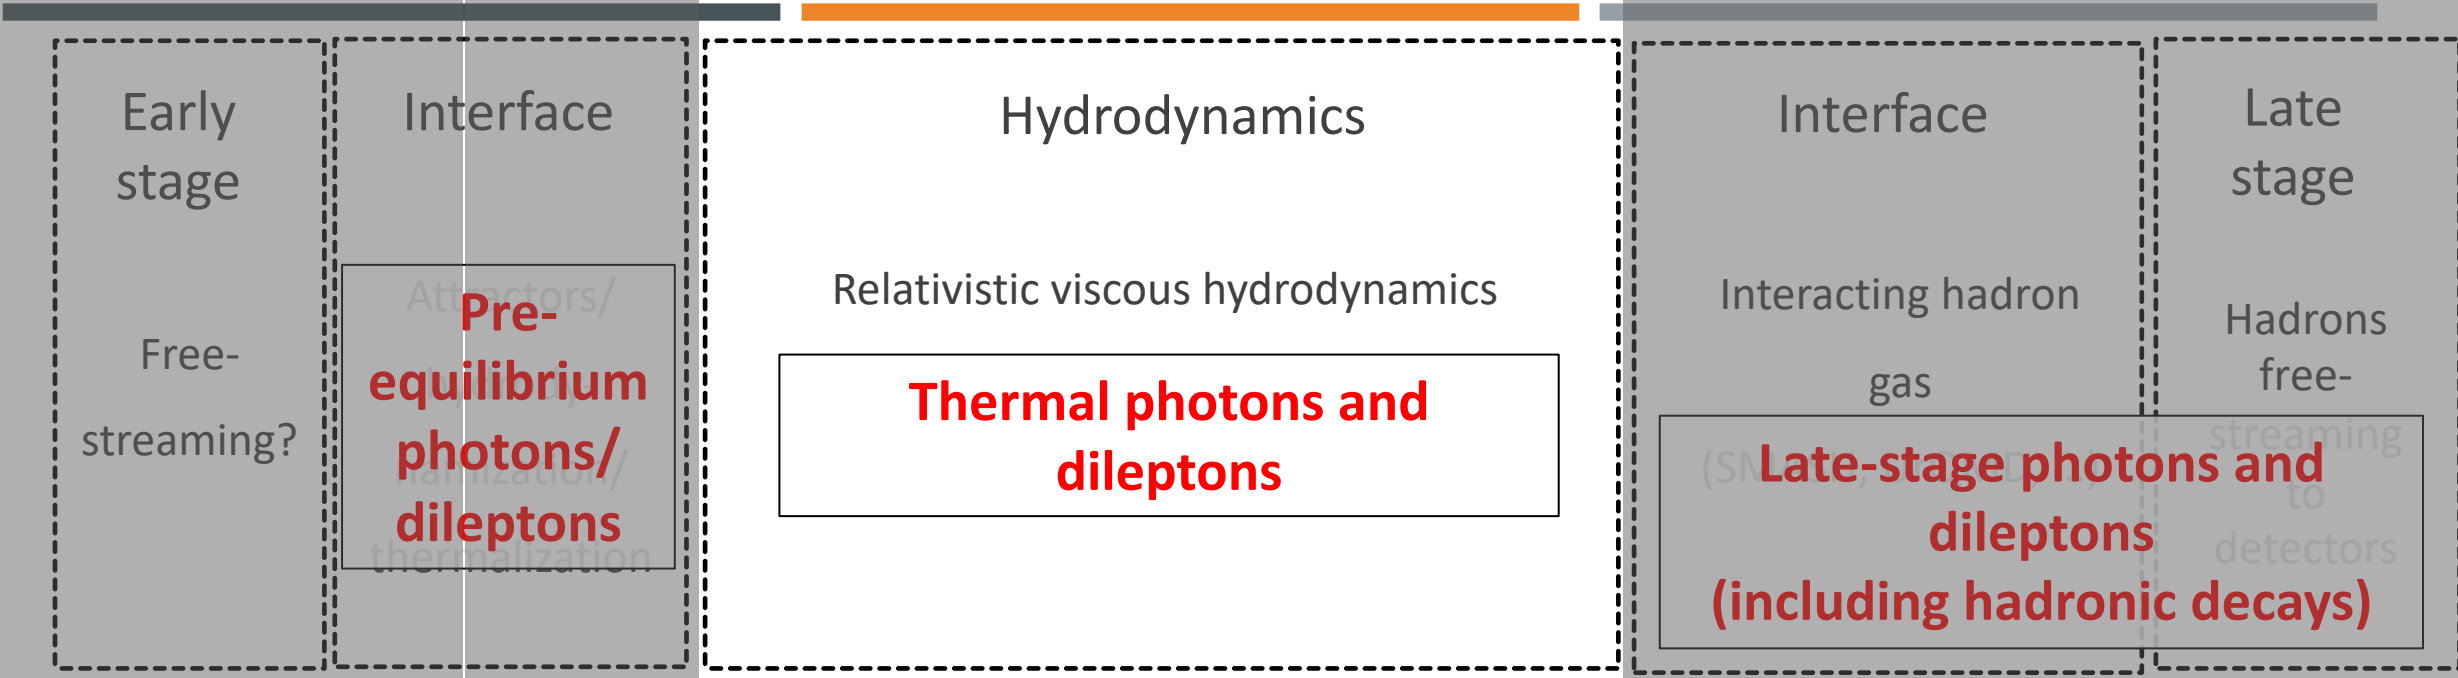 Early
stage
Free-
streaming?
Interface
Attractors/
thermalization
Pre-
equilibrium
photons/
dileptons
Hydrodynamics
Relativistic viscous hydrodynamics
Thermal photons and
dileptons
Interface
Interacting hadron
gas
Late
stage
Hadrons
free-
streaming
to
detectors
Late-stage photons and
dileptons
(including hadronic decays)